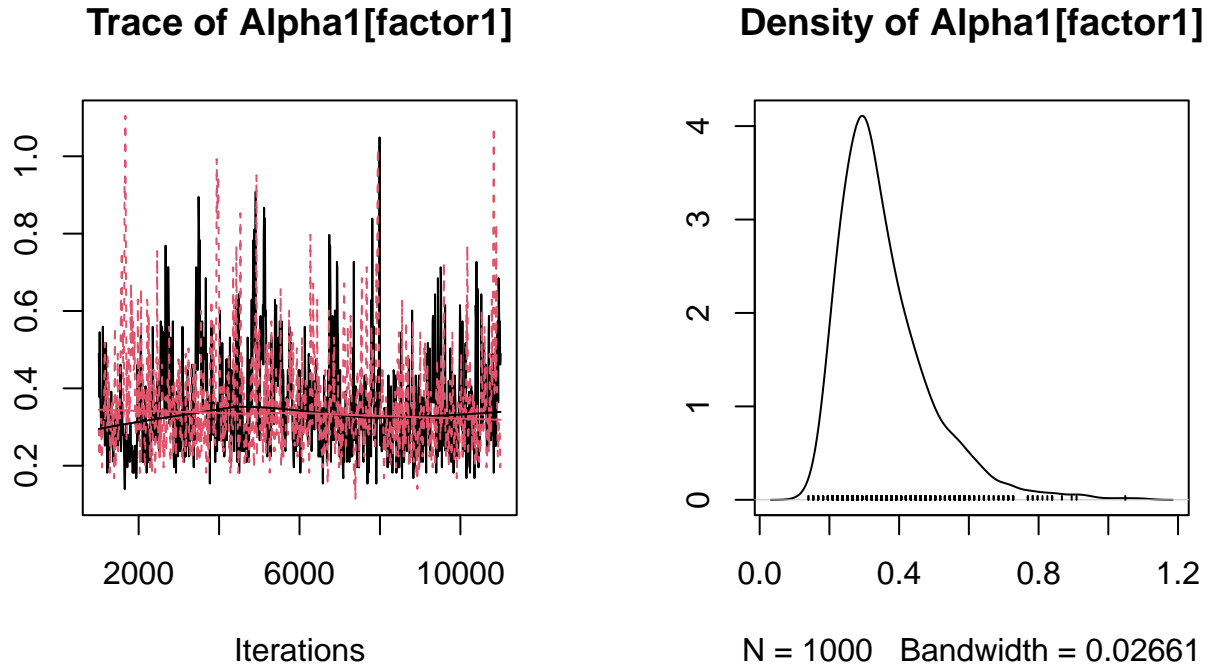 Trace of Alpha1[factor1]
1.0
0.8
0.6
0.4
0.2
2000 6000 10000
Iterations
Density of Alpha1[factor1]
4
3
2
1
0
0.0 0.4 0.8 1.2
N = 1000 Bandwidth = 0.02661